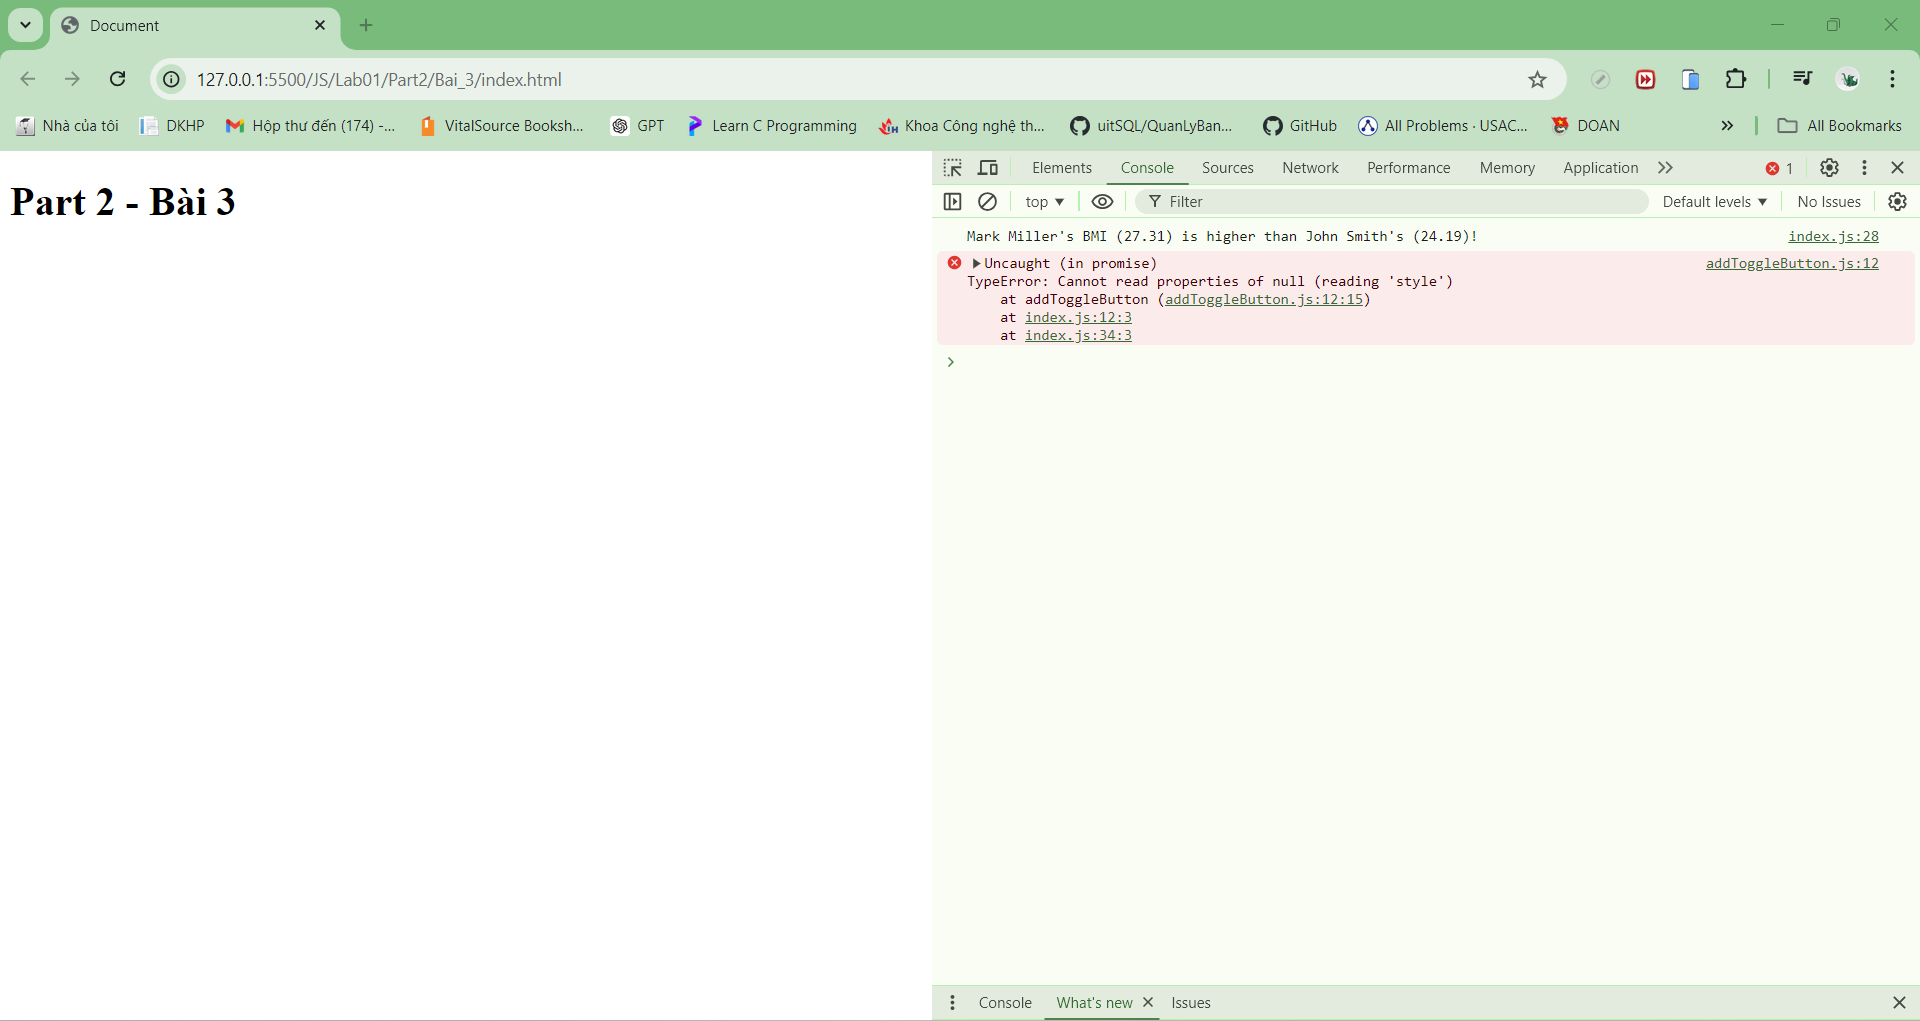 Document
127.0.0.1:5500/JS/Lab01/Part2/Bai_3/index.html
Nhà của tôi DKHP Hộp thư đến (174) -... VitalSource Booksh... GPT Learn C Programming Khoa Công nghệ th... uitSQL/QuanLyBan... GitHub All Problems · USAC... DOAN » All Bookmarks
Part 2 - Bài 3
Elements Console Sources Network Performance Memory Application 1
top Filter Default levels No Issues
Mark Miller's BMI (27.31) is higher than John Smith's (24.19)! index.js:28
Uncaught (in promise) addToggleButton.js:12
TypeError: Cannot read properties of null (reading 'style')
at addToggleButton (addToggleButton.js:12:15)
at index.js:12:3
at index.js:34:3
Console What's new Issues